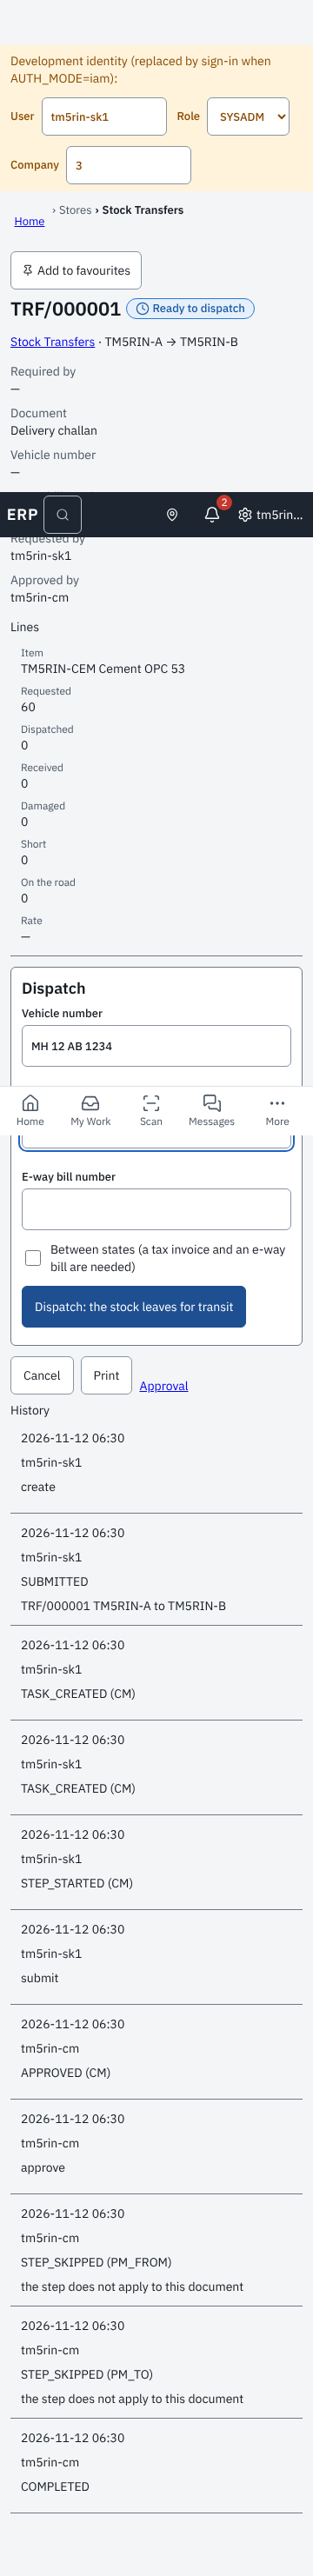 Development identity (replaced by sign-in when
AUTH_MODE=iam):
User tm5rin-sk1 Role SYSADM
Company 3
Home › Stores › Stock Transfers
Add to favourites
TRF/000001 Ready to dispatch
Stock Transfers · TM5RIN-A → TM5RIN-B
Required by
—
Document
Delivery challan
Vehicle number
—
ERP 2 tm5rin...
Requested by
tm5rin-sk1
Approved by
tm5rin-cm
Lines
Item
TM5RIN-CEM Cement OPC 53
Requested
60
Dispatched
0
Received
0
Damaged
0
Short
0
On the road
0
Rate
—
Dispatch
Vehicle number
MH 12 AB 1234
Home My Work Scan Messages More
E-way bill number
Between states (a tax invoice and an e-way
bill are needed)
Dispatch: the stock leaves for transit
Cancel Print Approval
History
2026-11-12 06:30
tm5rin-sk1
create
2026-11-12 06:30
tm5rin-sk1
SUBMITTED
TRF/000001 TM5RIN-A to TM5RIN-B
2026-11-12 06:30
tm5rin-sk1
TASK_CREATED (CM)
2026-11-12 06:30
tm5rin-sk1
TASK_CREATED (CM)
2026-11-12 06:30
tm5rin-sk1
STEP_STARTED (CM)
2026-11-12 06:30
tm5rin-sk1
submit
2026-11-12 06:30
tm5rin-cm
APPROVED (CM)
2026-11-12 06:30
tm5rin-cm
approve
2026-11-12 06:30
tm5rin-cm
STEP_SKIPPED (PM_FROM)
the step does not apply to this document
2026-11-12 06:30
tm5rin-cm
STEP_SKIPPED (PM_TO)
the step does not apply to this document
2026-11-12 06:30
tm5rin-cm
COMPLETED